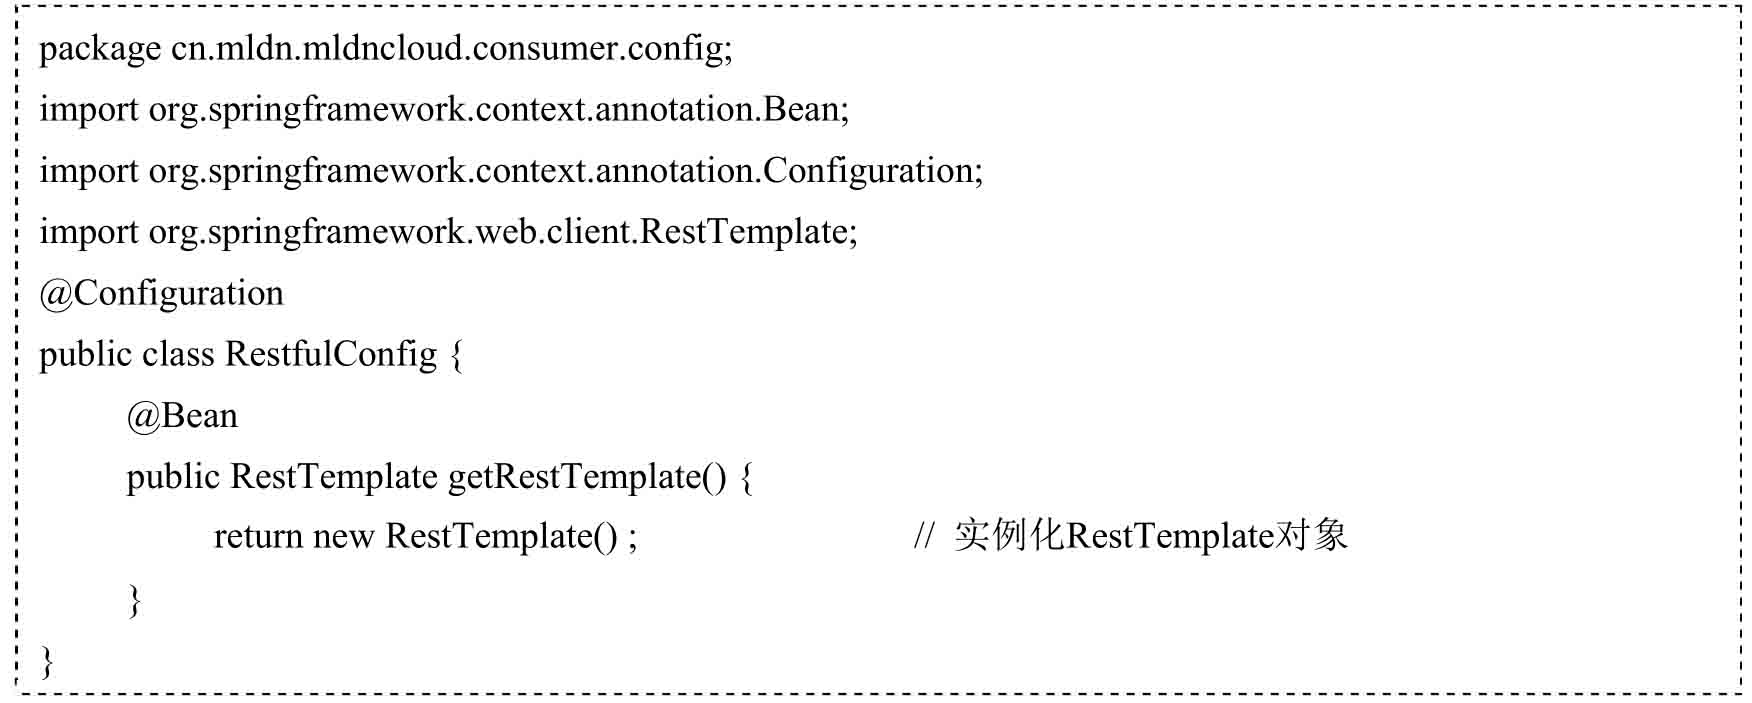 package cn.mldn.mldncloud.consumer.config;
import org.springframework.context.annotation.Bean;
import org.springframework.context.annotation.Configuration;
import org.springframework.web.client.RestTemplate;
@Configuration
public class RestfulConfig {
@Bean
public RestTemplate getRestTemplate() {
return new RestTemplate() ; // 实例化RestTemplate对象
}
}